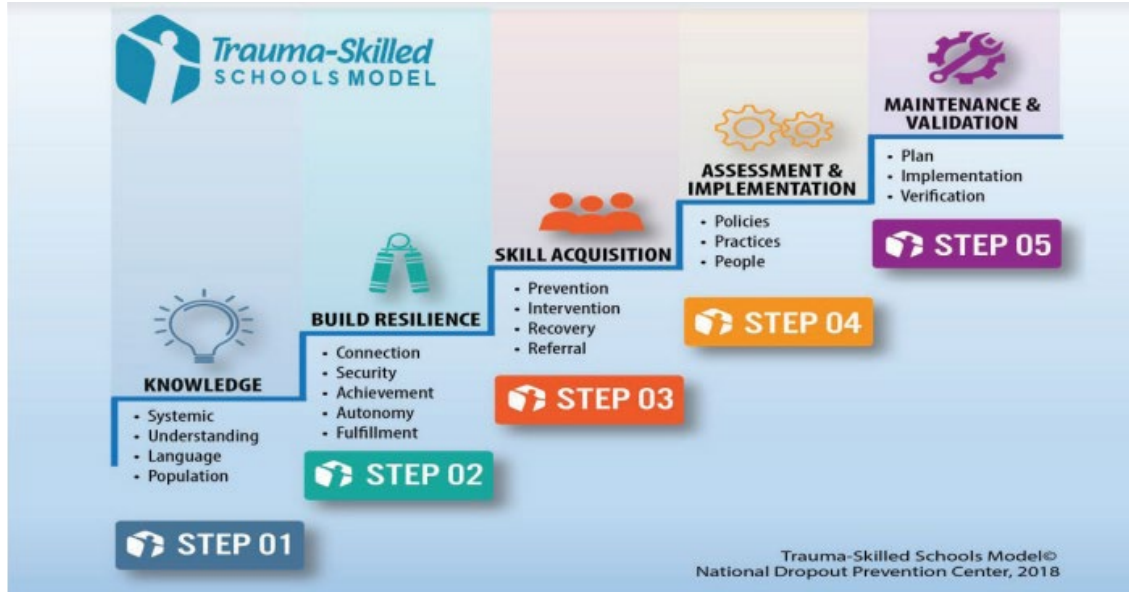 Trauma-Skilled
SCHOOLS MODEL
KNOWLEDGE
• Systemic
• Understanding
• Language
• Population
STEP 01
BUILD RESILIENCE
• Connection
• Security
• Achievement
• Autonomy
• Fulfillment
STEP 02
SKILL ACQUISITION
• Prevention
• Intervention
• Recovery
• Referral
STEP 03
ASSESSMENT &
IMPLEMENTATION
• Policies
• Practices
• People
STEP 04
MAINTENANCE &
VALIDATION
• Plan
• Implementation
• Verification
STEP 05
Trauma-Skilled Schools Model©
National Dropout Prevention Center, 2018